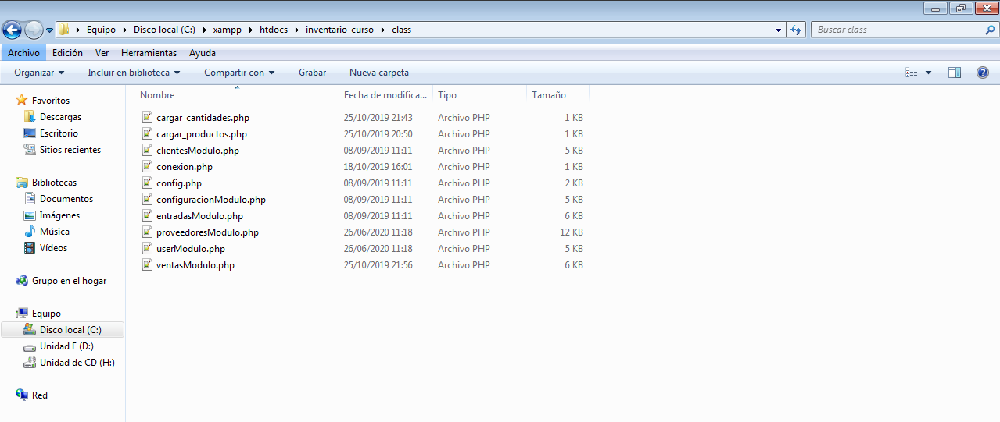 Equipo Disco local (C:) xampp htdocs inventario_curso class Buscar class
Archivo Edición Ver Herramientas Ayuda
Organizar Incluir en biblioteca Compartir con Grabar Nueva carpeta
Favoritos
Descargas
Escritorio
Sitios recientes
Bibliotecas
Documentos
Imágenes
Música
Vídeos
Grupo en el hogar
Equipo
Disco local (C:)
Unidad E (D:)
Unidad de CD (H:)
Red
Nombre Fecha de modifica... Tipo Tamaño
cargar_cantidades.php 25/10/2019 21:43 Archivo PHP 1 KB
cargar_productos.php 25/10/2019 20:50 Archivo PHP 1 KB
clientesModulo.php 08/09/2019 11:11 Archivo PHP 5 KB
conexion.php 18/10/2019 16:01 Archivo PHP 1 KB
config.php 08/09/2019 11:11 Archivo PHP 2 KB
configuracionModulo.php 08/09/2019 11:11 Archivo PHP 5 KB
entradasModulo.php 08/09/2019 11:11 Archivo PHP 6 KB
proveedoresModulo.php 26/06/2020 11:18 Archivo PHP 12 KB
userModulo.php 26/06/2020 11:18 Archivo PHP 5 KB
ventasModulo.php 25/10/2019 21:56 Archivo PHP 6 KB